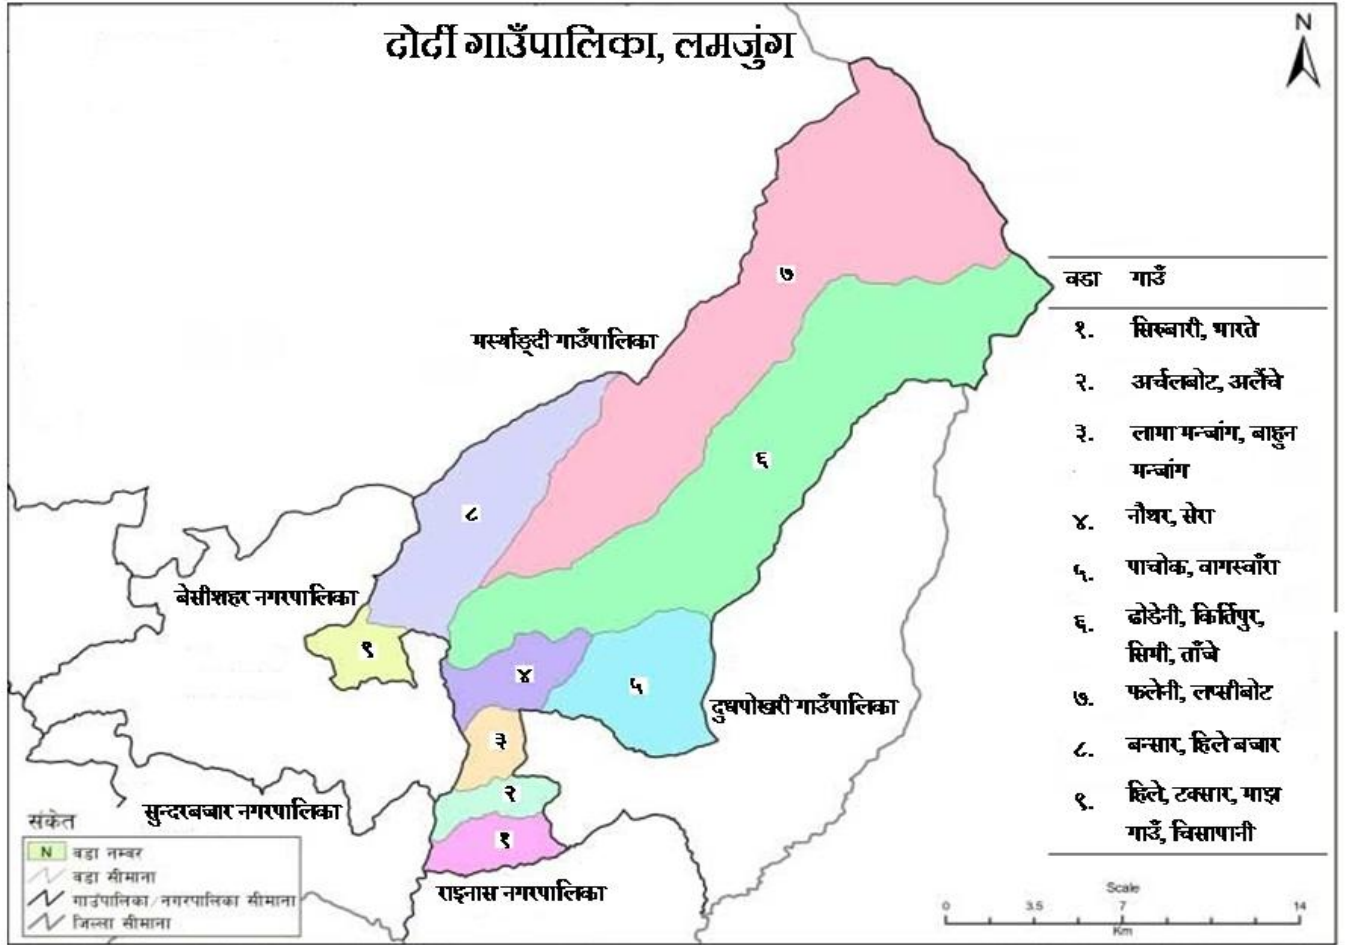 दोर्दी गाउँपालिका, लमजुंग
N
७
मर्स्याङ्दी गाउँपालिका
६
८
बेसीशहर नगरपालिका
९
४
५
दुधपोखरी गाउँपालिका
३
२
सुन्दरबजार नगरपालिका
१
राइनास नगरपालिका
वडा गाउँ
१. सिरुबारी, भारते
२. अर्चलबोट, अर्लैचे
३. लामा मन्जांग, बाहुन
मन्जांग
४. नौथर, सेरा
५. पाचोक, वागस्वाँरा
६. ढोडेनी, किर्तिपुर,
सिमी, ताँजे
७. फलेनी, लप्सीबोट
८. बन्सार, हिले बजार
९. हिले, टक्सार, माझ
गाउँ, चिसापानी
संकेत
N वडा नम्बर
वडा सीमाना
गाउँपालिका/नगरपालिका सीमाना
जिल्ला सीमाना
Scale
0 3.5 7 14
Km